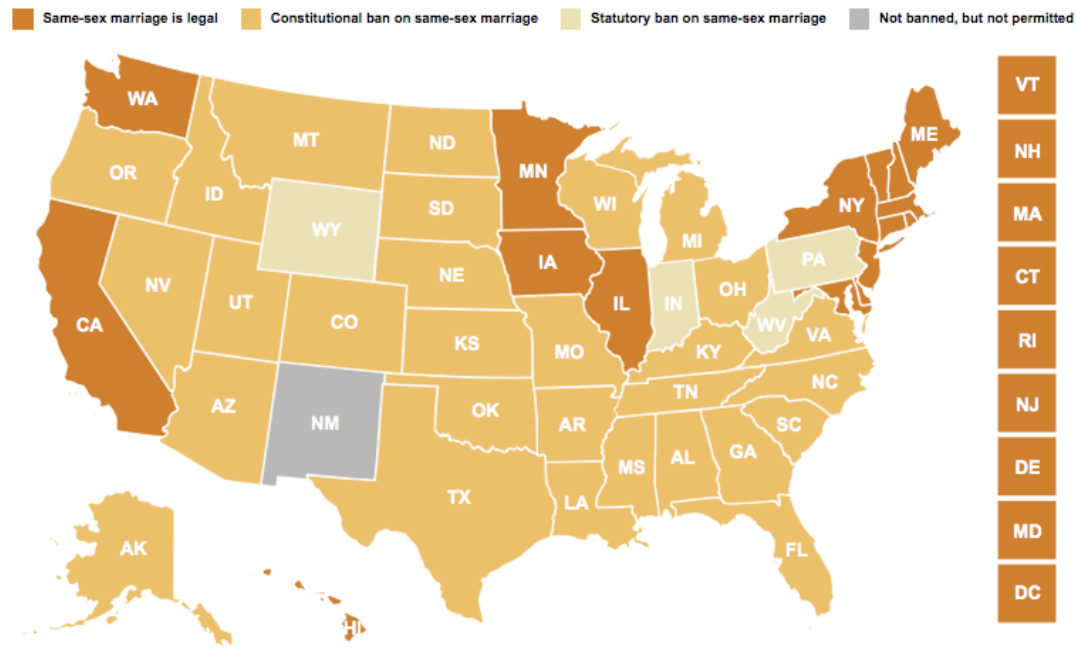 Same-sex marriage is legal
Constitutional ban on same-sex marriage
Statutory ban on same-sex marriage
Not banned, but not permitted
WA
MT
ND
MN
ME
VT
OR
ID
SD
WI
NY
NH
WY
MI
MA
NV
UT
NE
IA
PA
CT
CA
CO
IL
IN
OH
WV
VA
RI
KS
MO
KY
AZ
NM
OK
AR
TN
NC
NJ
TX
LA
MS
AL
GA
SC
DE
AK
FL
MD
HI
DC